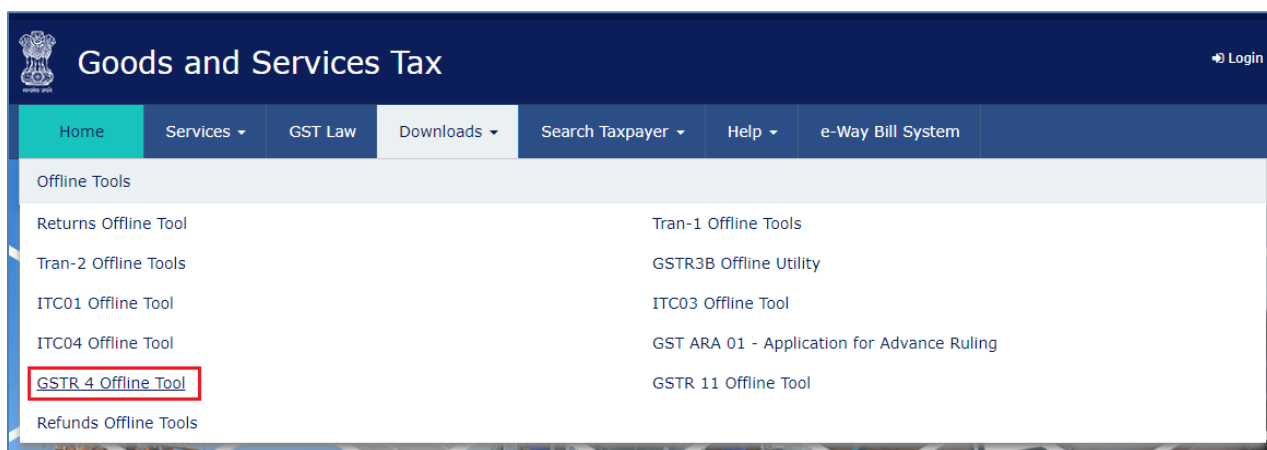 Goods and Services Tax
Login
सत्यमेव जयते
Home Services GST Law Downloads Search Taxpayer Help e-Way Bill System
Offline Tools
Returns Offline Tool Tran-1 Offline Tools
Tran-2 Offline Tools GSTR3B Offline Utility
ITC01 Offline Tool ITC03 Offline Tool
ITC04 Offline Tool GST ARA 01 - Application for Advance Ruling
GSTR 4 Offline Tool GSTR 11 Offline Tool
Refunds Offline Tools